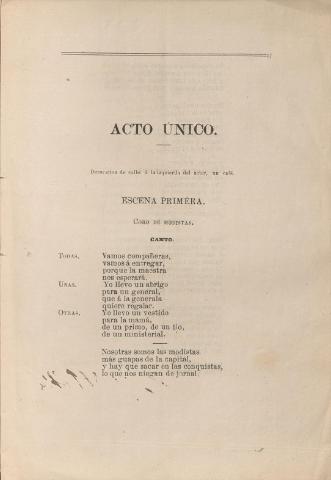 ACTO ÚNICO.
Decoracion de calle á la izquierda del actor, un café.
ESCENA PRIMERA.
CORO DE MODISTAS.
CANTO.
TODAS. Vamos compañeras,
vamos á entregar,
porque la maestra
nos esperará.
UNAS. Yo llevo un abrigo
para un general,
que á la generala
quiere regalar.
OTRAS. Yo llevo un vestido
para la mamá,
de un primo, de un tio,
de un ministerial.
Nosotras somos las modistas
más guapas de la capital,
y hay que sacar en las conquistas,
lo que nos niegan de jornal.